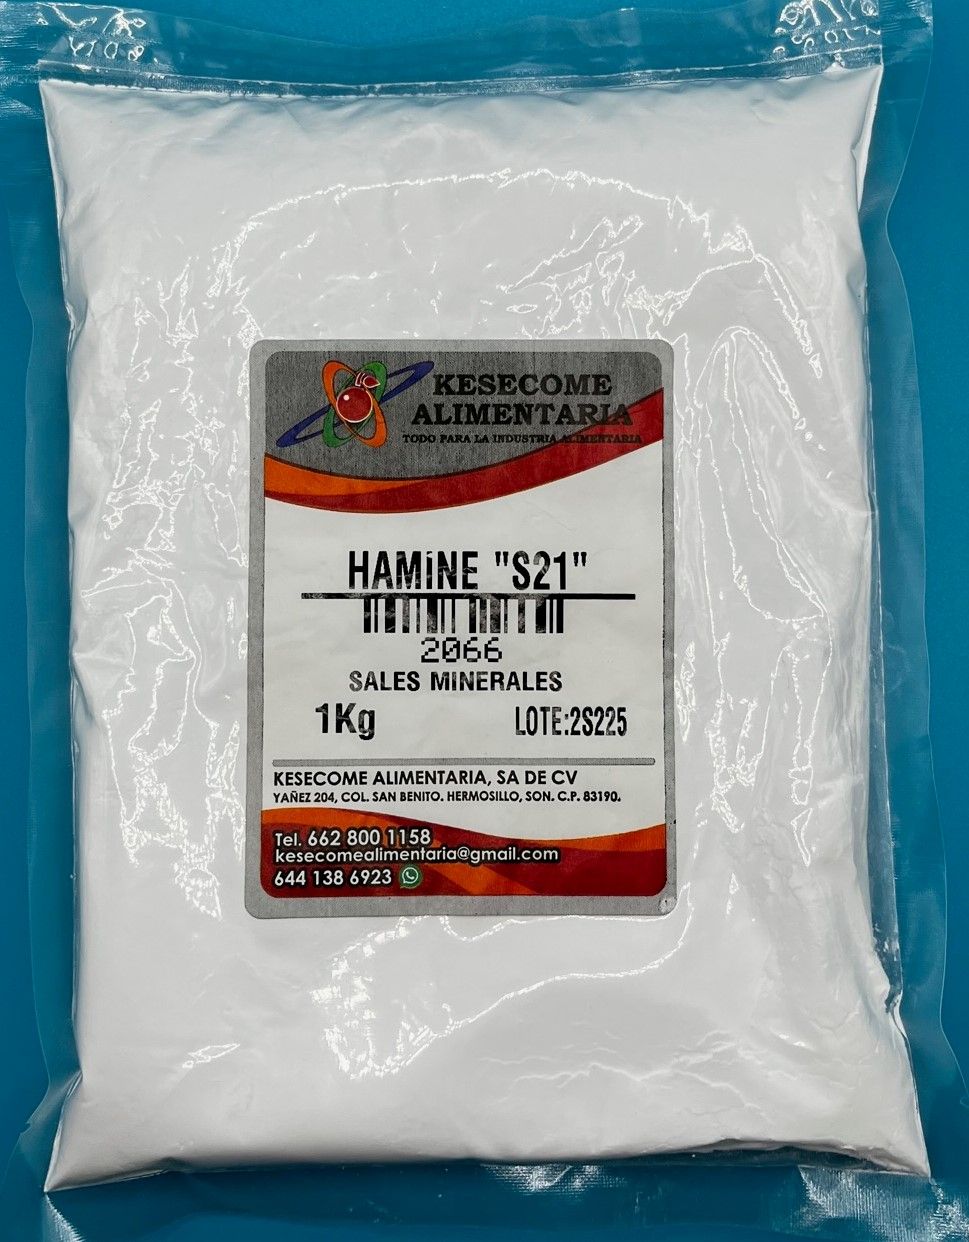 KESECOME
ALIMENTARIA
TODO PARA LA INDUSTRIA ALIMENTARIA
HAMINE "S21"
2066
SALES MINERALES
1Kg LOTE:2S225
KESECOME ALIMENTARIA, SA DE CV
YAÑEZ 204, COL. SAN BENITO. HERMOSILLO, SON. C.P. 83190.
Tel. 662 800 1158
kesecomealimentaria@gmail.com
644 138 6923